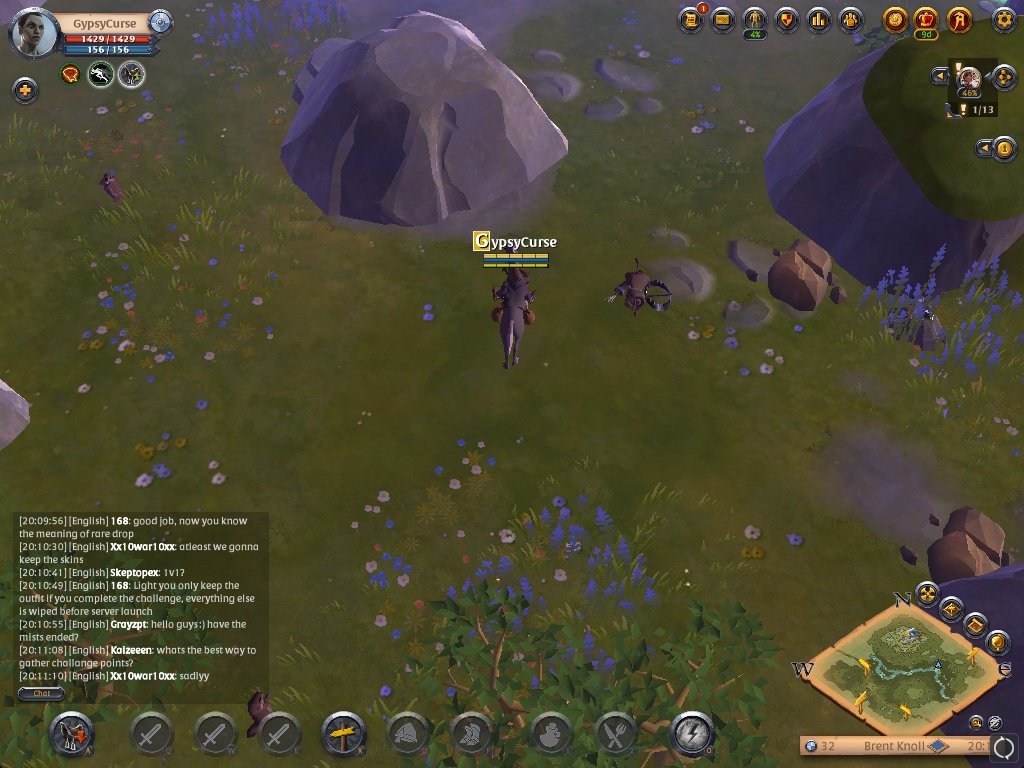 GypsyCurse
1429 / 1429
156 / 156
1
4%
9d
46%
1/13
1
GypsyCurse
[20:09:56] [English] 168: good job, now you know
the meaning of rare drop
[20:10:30] [English] Xx10war10xx: atleast we gonna
keep the skins
[20:10:41] [English] Skeptopex: 1v1?
[20:10:49] [English] 168: Light you only keep the
outfit if you complete the challenge, everything else
is wiped before server launch
[20:10:55] [English] Grayzpt: hello guys:) have the
mists ended?
[20:11:08] [English] Kaizeeen: whats the best way to
gather challange points?
[20:11:10] [English] Xx10war10xx: sadlyy
Chat
A
Q
W
E
R
D
F
O
N
W
E
32 Brent Knoll 20:1